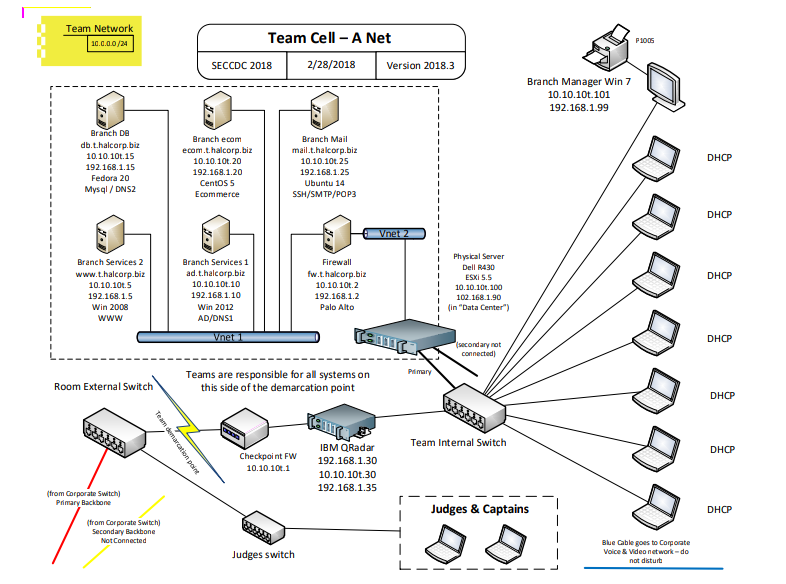 Team Network
10.0.0.0 /24
Team Cell – A Net
SECCDC 2018
2/28/2018
Version 2018.3
P1005
Branch Manager Win 7
10.10.10t.101
192.168.1.99
Branch DB
db.t.halcorp.biz
10.10.10t.15
192.168.1.15
Fedora 20
Mysql / DNS2
Branch ecom
ecom.t.halcorp.biz
10.10.10t.20
192.168.1.20
CentOS 5
Ecommerce
Branch Mail
mail.t.halcorp.biz
10.10.10t.25
192.168.1.25
Ubuntu 14
SSH/SMTP/POP3
Branch Services 2
www.t.halcorp.biz
10.10.10t.5
192.168.1.5
Win 2008
WWW
Branch Services 1
ad.t.halcorp.biz
10.10.10t.10
192.168.1.10
Win 2012
AD/DNS1
Firewall
fw.t.halcorp.biz
10.10.10t.2
192.168.1.2
Palo Alto
Vnet 2
Vnet 1
Physical Server
Dell R430
ESXi 5.5
10.10.10t.100
102.168.1.90
(in "Data Center")
(secondary not
connected)
Primary
DHCP
DHCP
DHCP
DHCP
DHCP
DHCP
DHCP
Teams are responsible for all systems on
this side of the demarcation point
Room External Switch
Team demarcation
point
Checkpoint FW
10.10.10t.1
IBM QRadar
192.168.1.30
10.10.10t.30
192.168.1.35
Team Internal Switch
(from Corporate Switch)
Primary Backbone
(from Corporate Switch)
Secondary Backbone
Not Connected
Judges switch
Judges & Captains
Blue Cable goes to Corporate
Voice & Video network – do
not disturb